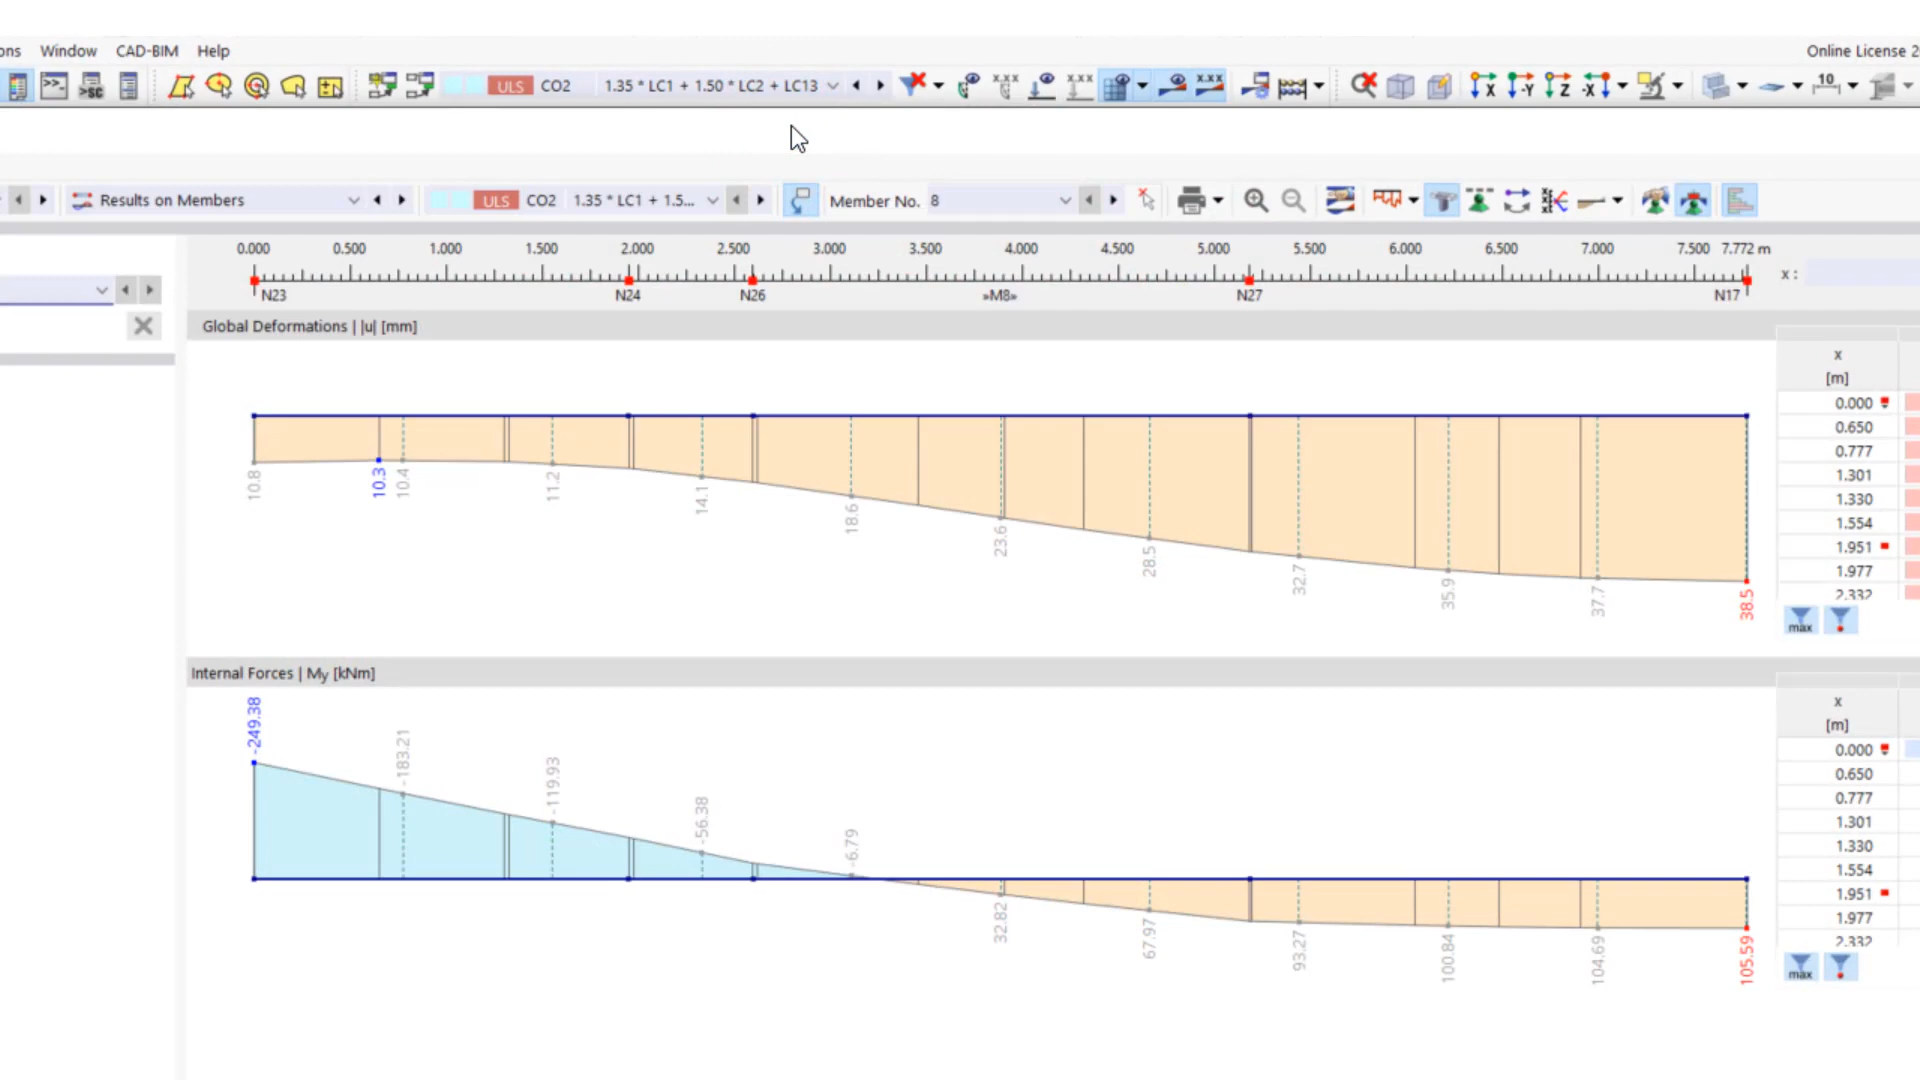 ons Window CAD-BIM Help Online License 2
>SC ULS CO2 1.35 * LC1 + 1.50 * LC2 + LC13 x.xx x.xx x.xx X -Y Z -X 10
Results on Members ULS CO2 1.35 * LC1 + 1.5... Member No. 8
0.000 0.500 1.000 1.500 2.000 2.500 3.000 3.500 4.000 4.500 5.000 5.500 6.000 6.500 7.000 7.500 7.772 m
x :
N23 N24 N26 »M8» N27 N17
Global Deformations | |u| [mm]
x
[m]
0.000
0.650
0.777
1.301
1.330
1.554
1.951
1.977
2.332
10.8 10.3 10.4 11.2 14.1 18.6 23.6 28.5 32.7 35.9 37.7 38.5
max
Internal Forces | My [kNm]
x
[m]
0.000
0.650
0.777
1.301
1.330
1.554
1.951
1.977
2.332
-249.38 -183.21 -119.93 -56.38 -6.79 32.82 67.97 93.27 100.84 104.69 105.59
max